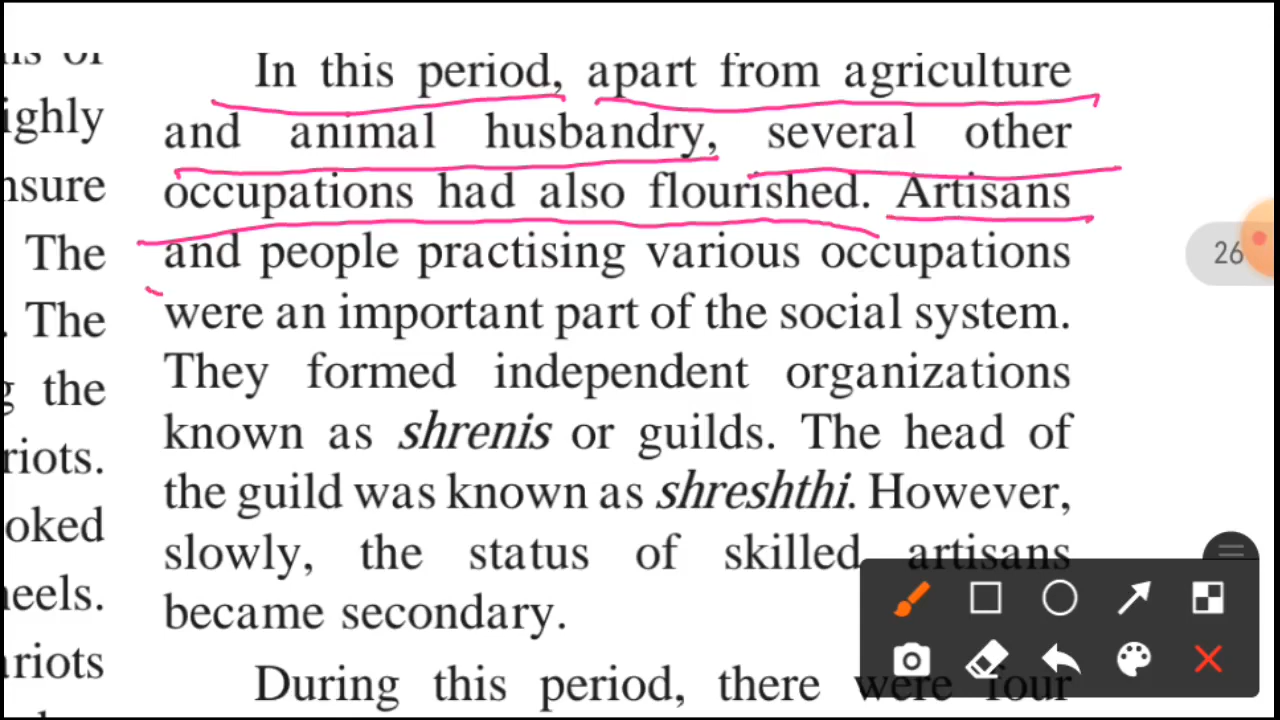 ighly
nsure
The
. The
g the
riots.
ooked
heels.
ariots
In this period, apart from agriculture
and animal husbandry, several other
occupations had also flourished. Artisans
and people practising various occupations
were an important part of the social system.
They formed independent organizations
known as shrenis or guilds. The head of
the guild was known as shreshthi. However,
slowly, the status of skilled artisans
became secondary.
During this period, there were four
26